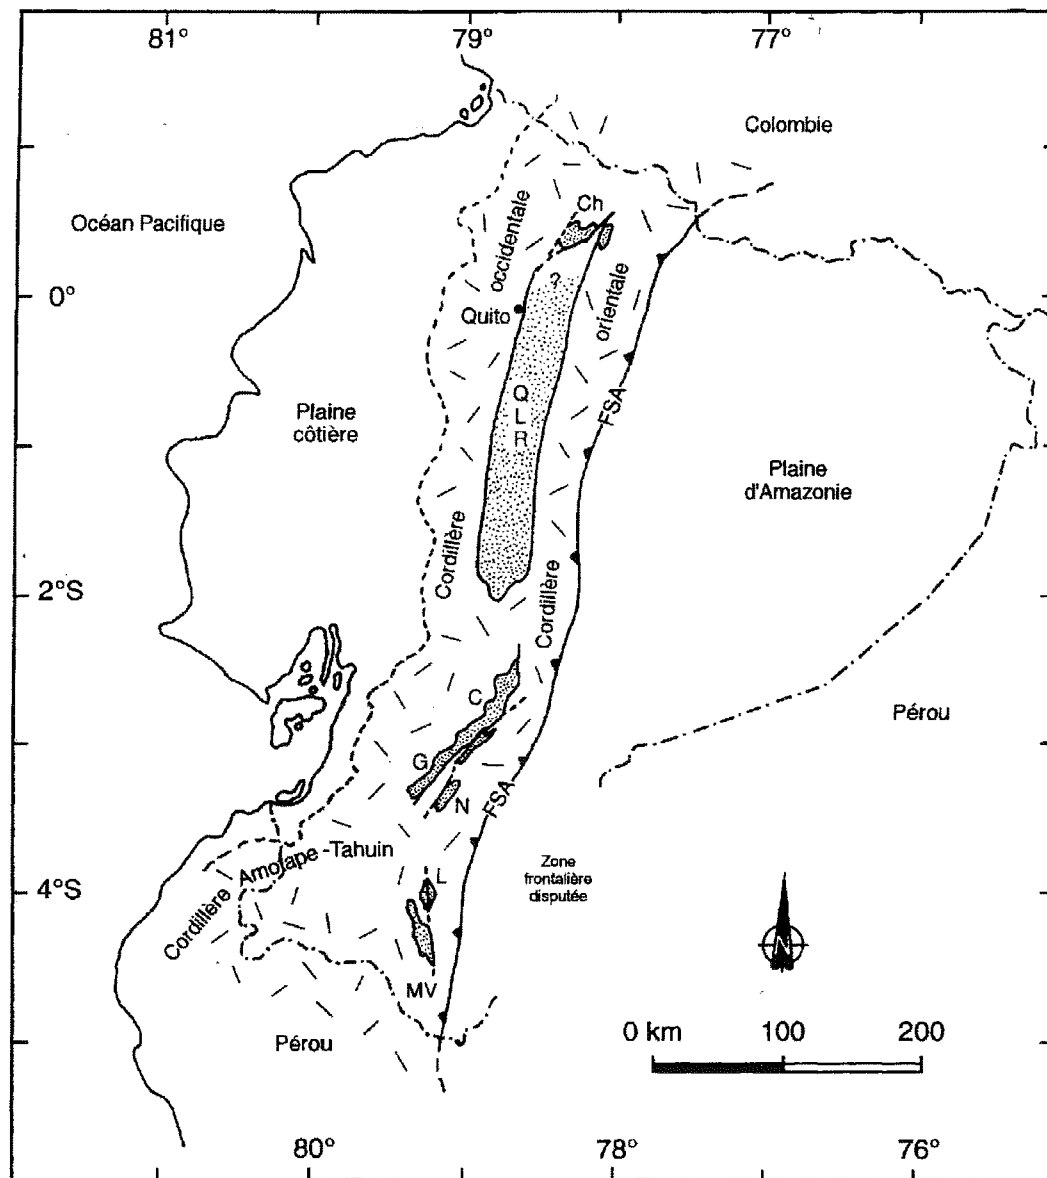 81°
79°
77°
Colombie
Océan Pacifique
Ch
occidentale
orientale
?
0°
Quito
Q
L
R
FSA
Plaine
côtière
Plaine
d'Amazonie
Cordillère
Cordillère
2°S
C
Pérou
G
N
FSA
Cordillère Amotape-Tahuin
L
Zone
frontalière
disputée
4°S
N
MV
Pérou
0 km
100
200
80°
78°
76°